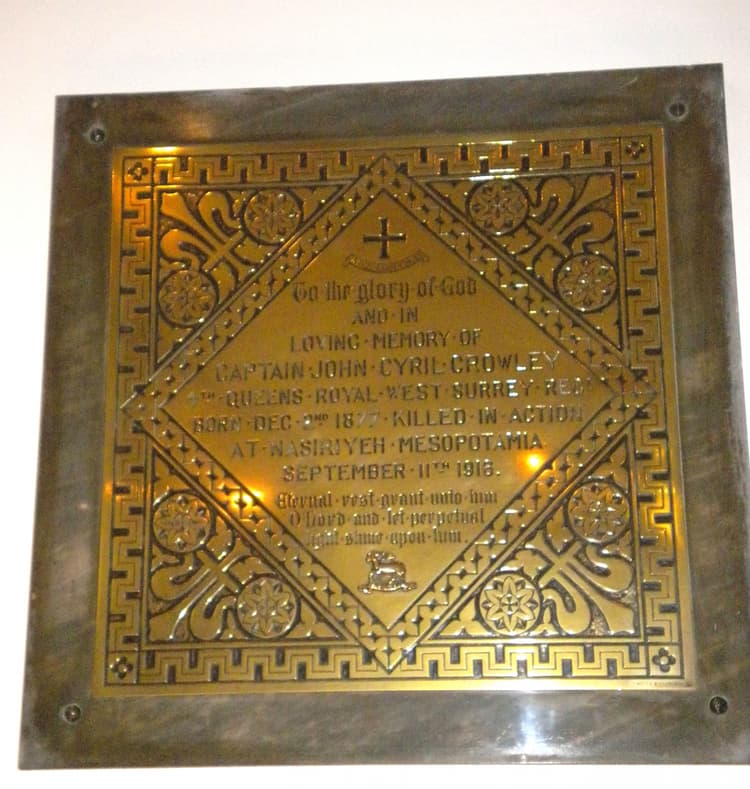 To the glory of God
AND · IN
LOVING · MEMORY · OF
CAPTAIN · JOHN · CYRIL · CROWLEY
4TH · QUEENS · ROYAL · WEST · SURREY · REGT
BORN · DEC · 2ND 1877 · KILLED · IN · ACTION
AT · NASIRIYEH · MESOPOTAMIA
SEPTEMBER · 11TH 1916.
Eternal · rest · grant · unto · him
O Lord · and · let · perpetual
light · shine · upon · him.